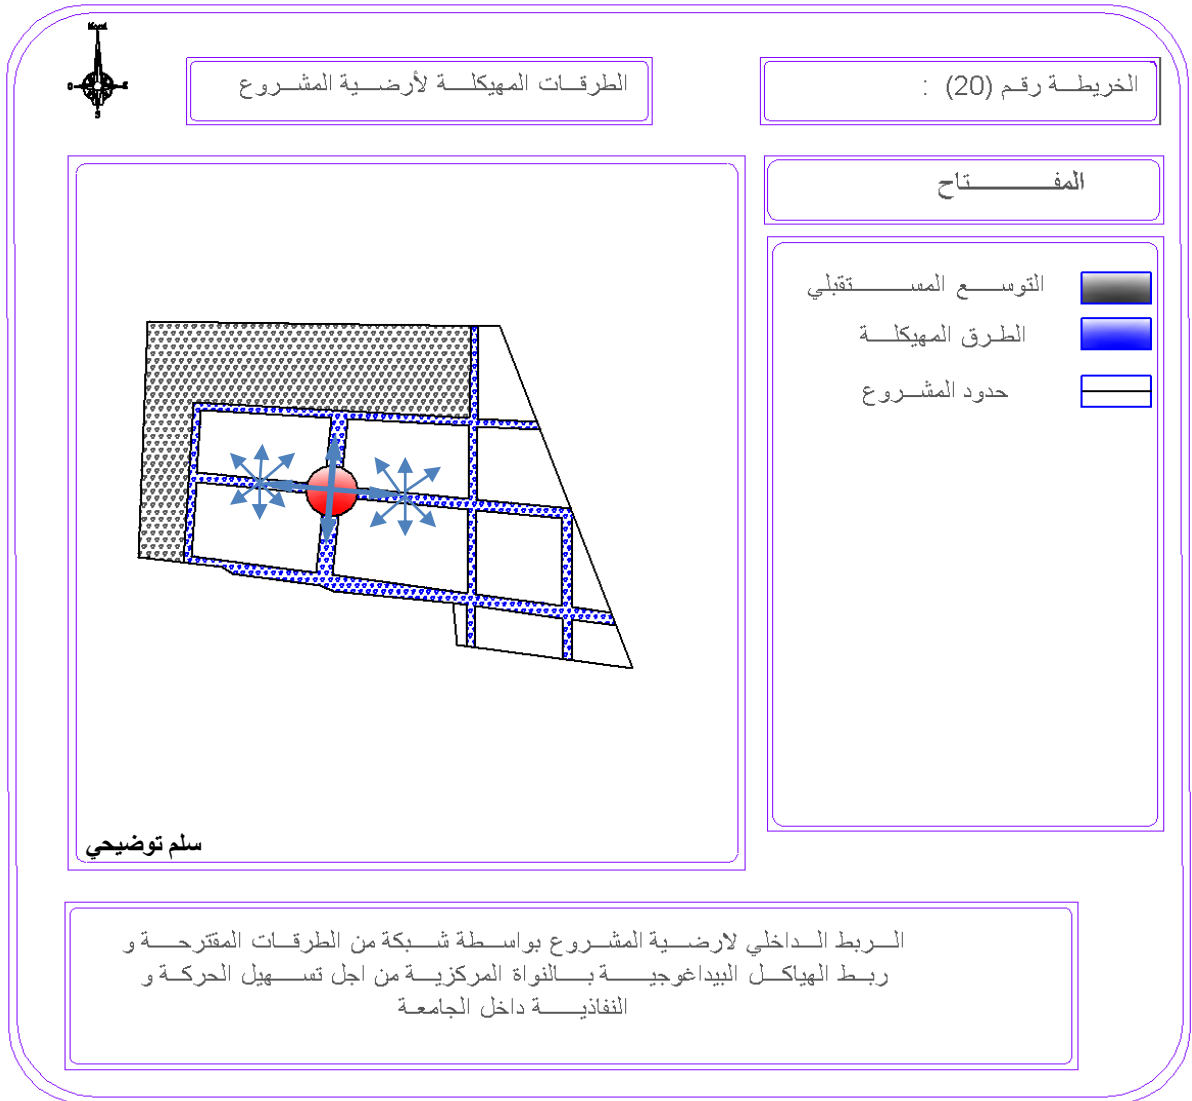 Nord
O
E
S
الخريطة رقم (20) :
الطرقات المهيكلة لأرضية المشروع
المفتاح
التوسع المستقبلي
الطرق المهيكلة
حدود المشروع
سلم توضيحي
الربط الداخلي لارضية المشروع بواسطة شبكة من الطرقات المقترحة و
ربط الهياكل البيداغوجية بالنواة المركزية من اجل تسهيل الحركة و
النفاذية داخل الجامعة